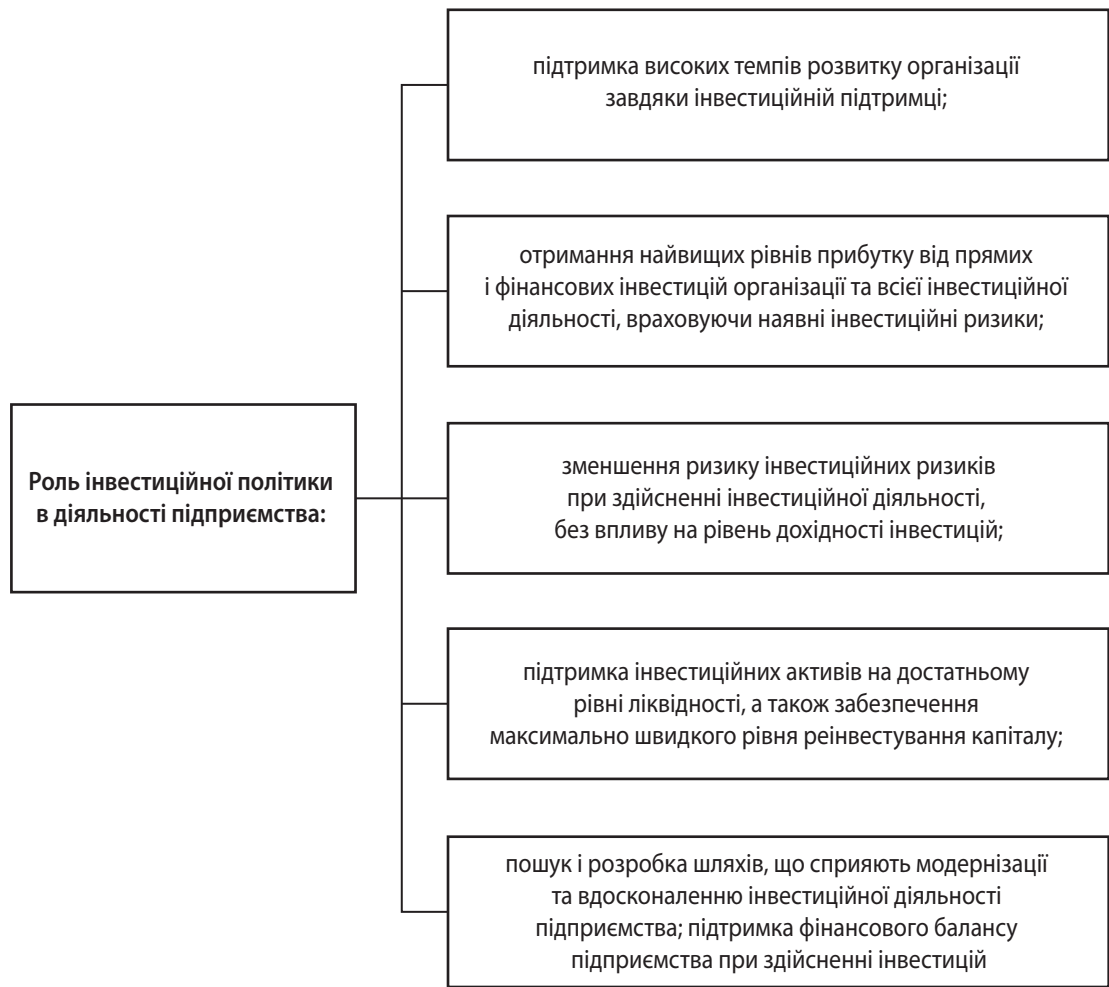 підтримка високих темпів розвитку організації
завдяки інвестиційній підтримці;
отримання найвищих рівнів прибутку від прямих
і фінансових інвестицій організації та всієї інвестиційної
діяльності, враховуючи наявні інвестиційні ризики;
Роль інвестиційної політики
в діяльності підприємства:
зменшення ризику інвестиційних ризиків
при здійсненні інвестиційної діяльності,
без впливу на рівень дохідності інвестицій;
підтримка інвестиційних активів на достатньому
рівні ліквідності, а також забезпечення
максимально швидкого рівня реінвестування капіталу;
пошук і розробка шляхів, що сприяють модернізації
та вдосконаленню інвестиційної діяльності
підприємства; підтримка фінансового балансу
підприємства при здійсненні інвестицій